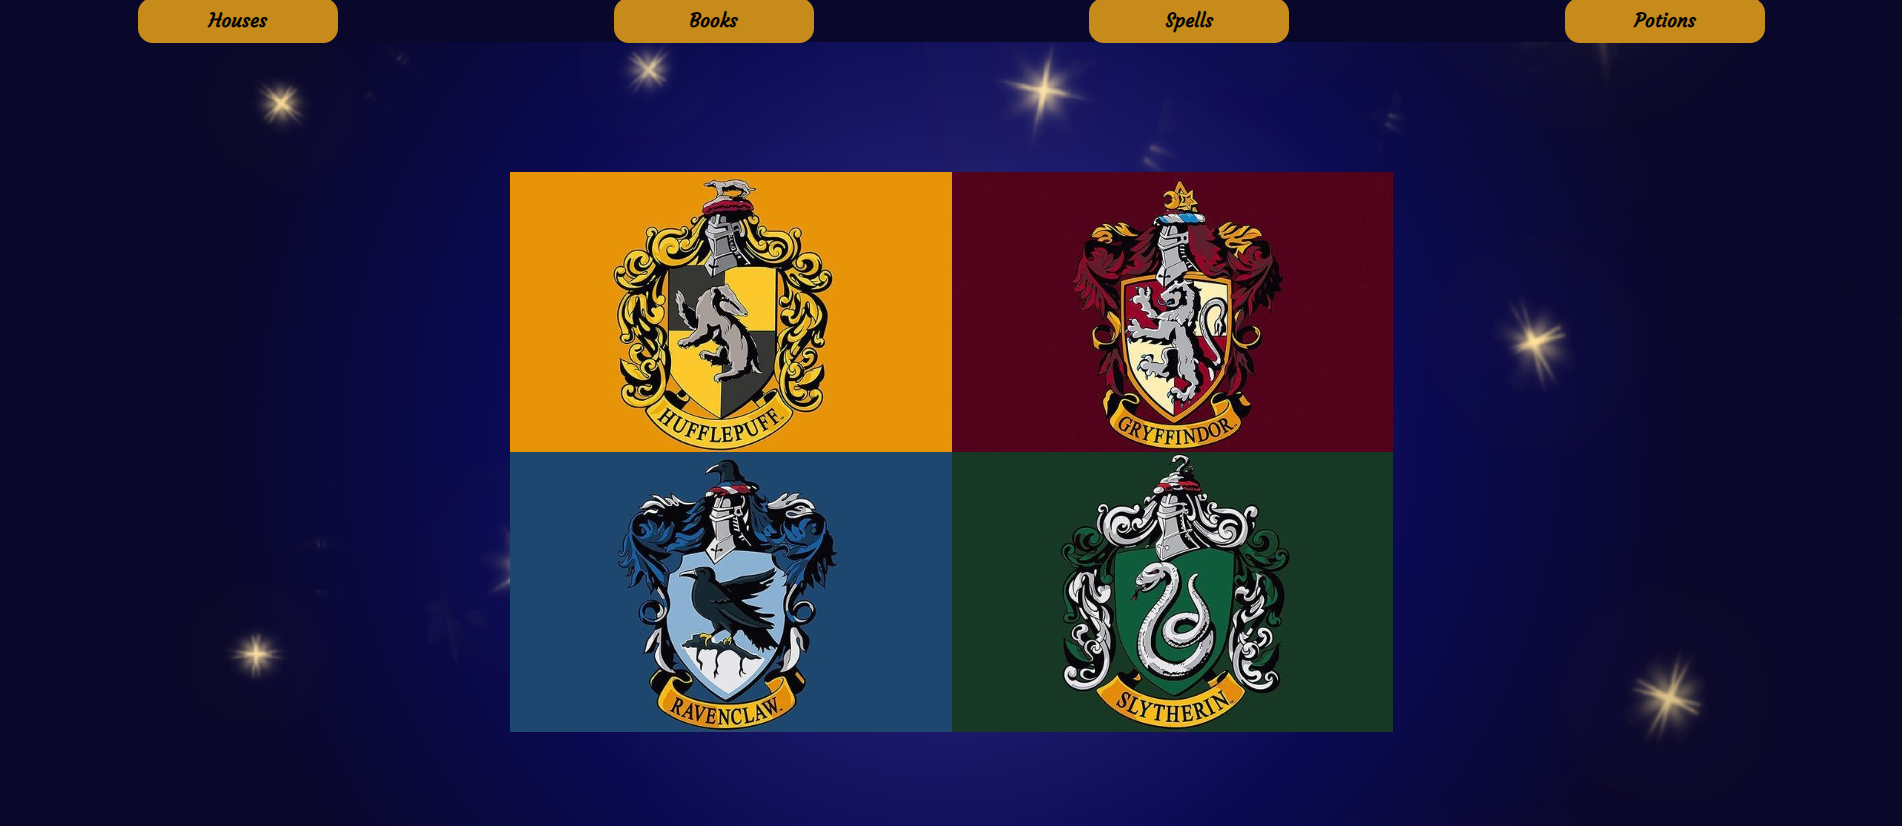 Houses
Books
Spells
Potions
HUFFLEPUFF
GRYFFINDOR
RAVENCLAW
SLYTHERIN